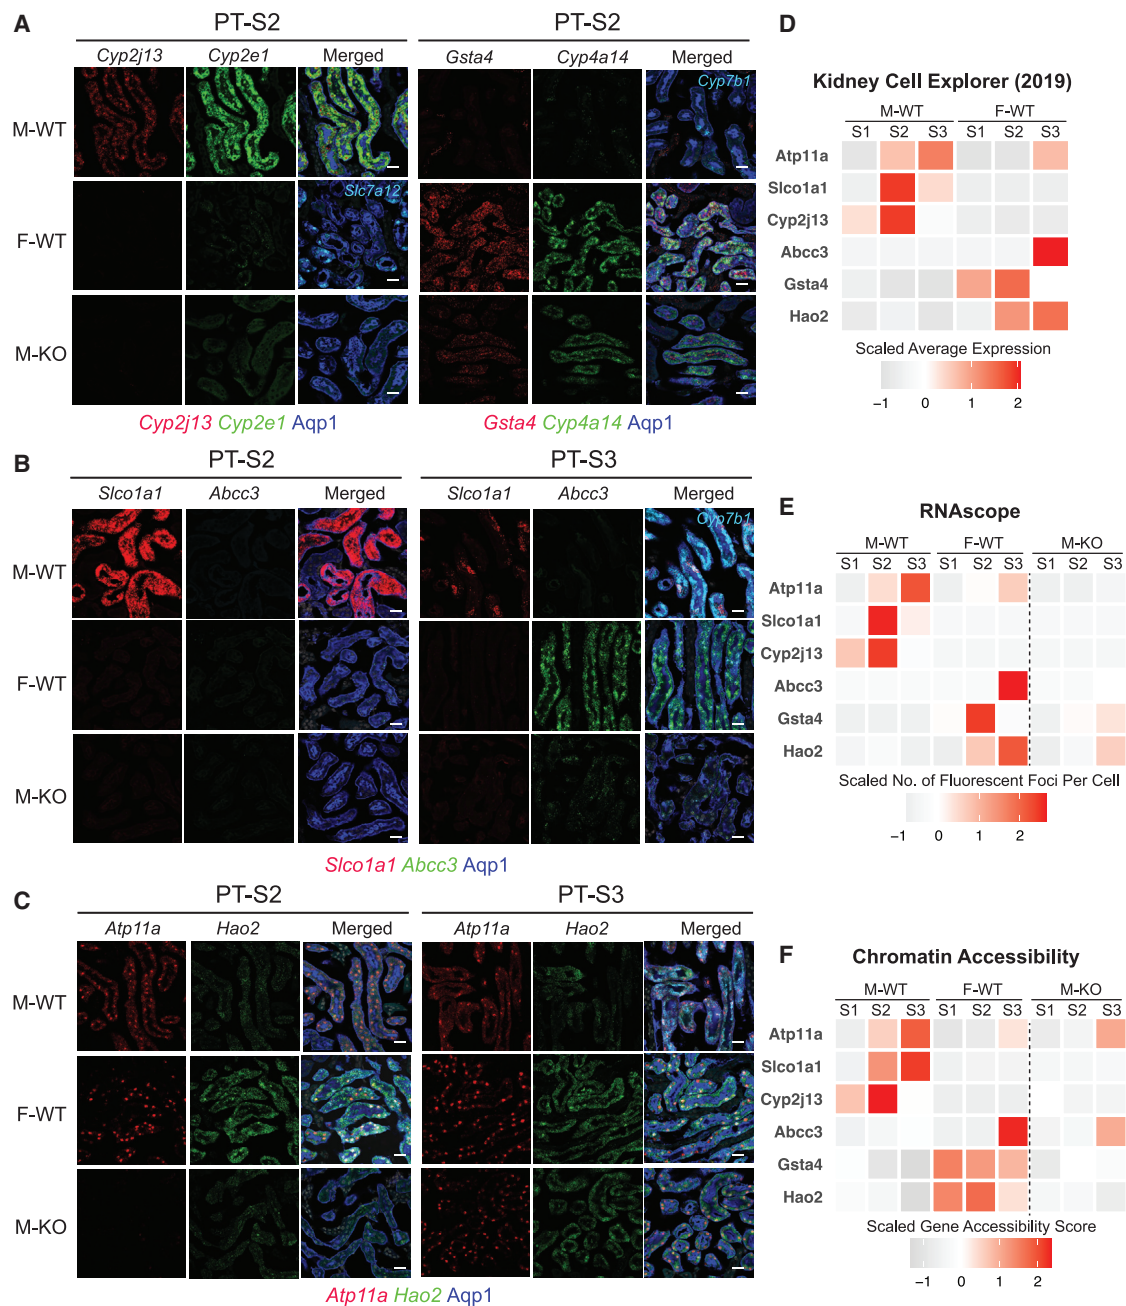 A
PT-S2
PT-S2
Cyp2j13 Cyp2e1 Merged
Gsta4 Cyp4a14 Merged
Cyp7b1
M-WT
Slc7a12
F-WT
M-KO
Cyp2j13 Cyp2e1 Aqp1
Gsta4 Cyp4a14 Aqp1
B
PT-S2
PT-S3
Slco1a1 Abcc3 Merged
Slco1a1 Abcc3 Merged
Cyp7b1
M-WT
F-WT
M-KO
Slco1a1 Abcc3 Aqp1
C
PT-S2
PT-S3
Atp11a Hao2 Merged
Atp11a Hao2 Merged
M-WT
F-WT
M-KO
Atp11a Hao2 Aqp1
D
Kidney Cell Explorer (2019)
M-WT F-WT
S1 S2 S3 S1 S2 S3
Atp11a
Slco1a1
Cyp2j13
Abcc3
Gsta4
Hao2
Scaled Average Expression
−1 0 1 2
E
RNAscope
M-WT F-WT M-KO
S1 S2 S3 S1 S2 S3 S1 S2 S3
Atp11a
Slco1a1
Cyp2j13
Abcc3
Gsta4
Hao2
Scaled No. of Fluorescent Foci Per Cell
−1 0 1 2
F
Chromatin Accessibility
M-WT F-WT M-KO
S1 S2 S3 S1 S2 S3 S1 S2 S3
Atp11a
Slco1a1
Cyp2j13
Abcc3
Gsta4
Hao2
Scaled Gene Accessibility Score
−1 0 1 2